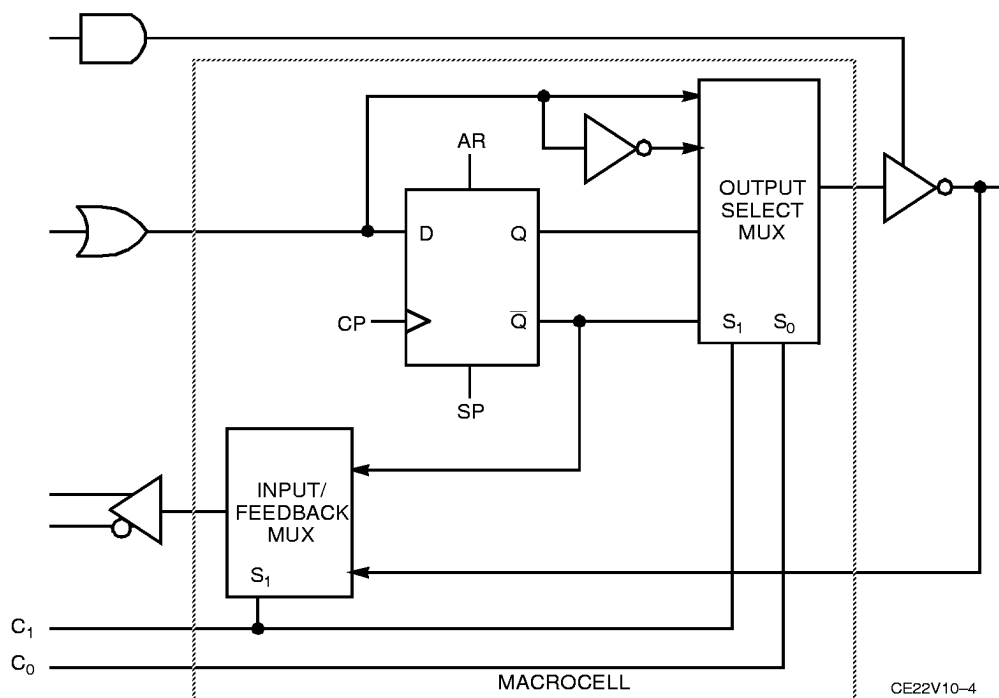 AR
OUTPUT
SELECT
MUX
D
Q
CP
Q̅
S₁ S₀
SP
INPUT/
FEEDBACK
MUX
S₁
C₁
C₀
MACROCELL
CE22V10–4